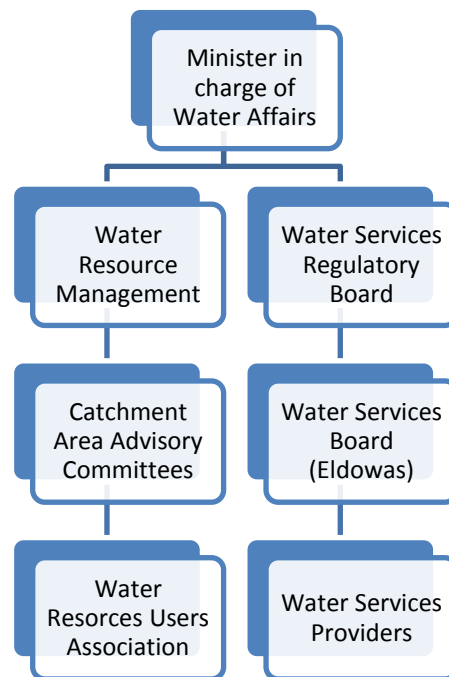 Minister in
charge of
Water Affairs
Water
Resource
Management
Water Services
Regulatory
Board
Catchment
Area Advisory
Committees
Water Services
Board
(Eldowas)
Water
Resorces Users
Association
Water Services
Providers